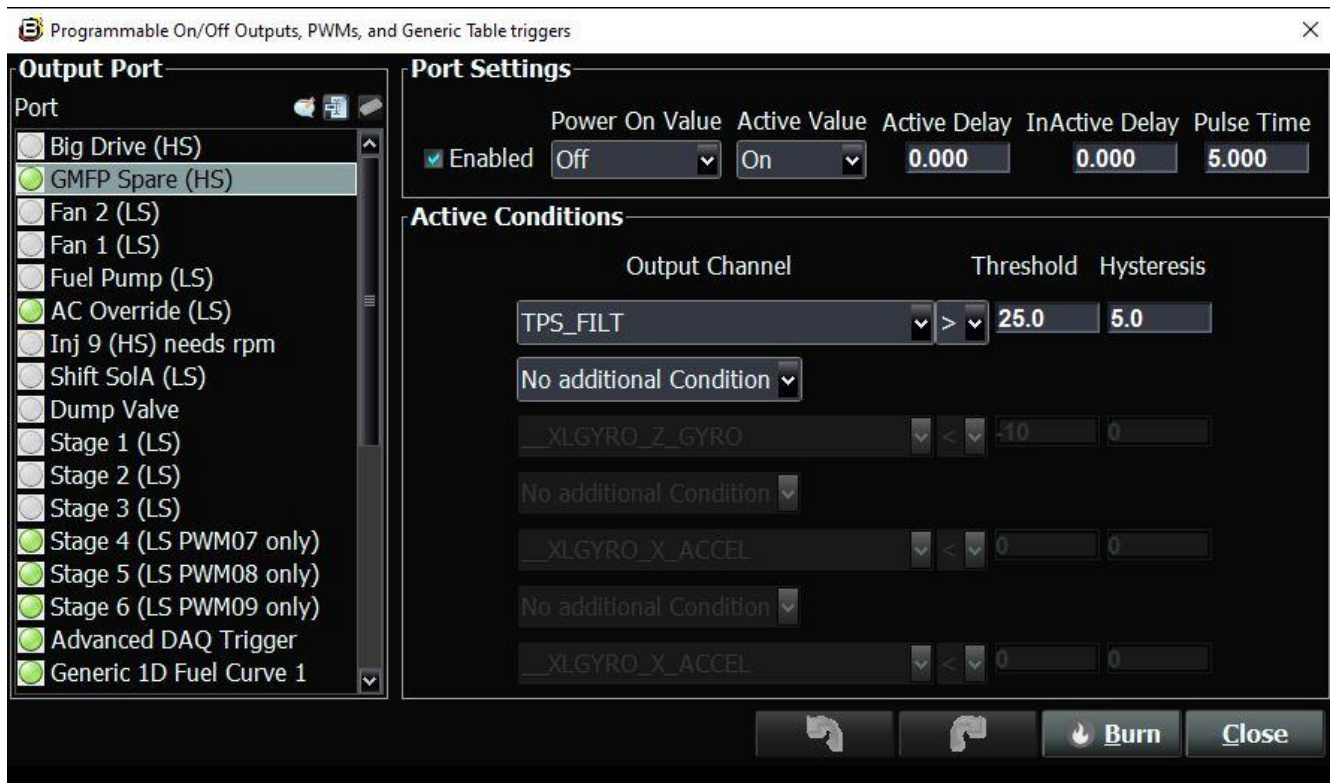 Programmable On/Off Outputs, PWMs, and Generic Table triggers
Output Port
Port
Big Drive (HS)
GMFP Spare (HS)
Fan 2 (LS)
Fan 1 (LS)
Fuel Pump (LS)
AC Override (LS)
Inj 9 (HS) needs rpm
Shift SolA (LS)
Dump Valve
Stage 1 (LS)
Stage 2 (LS)
Stage 3 (LS)
Stage 4 (LS PWM07 only)
Stage 5 (LS PWM08 only)
Stage 6 (LS PWM09 only)
Advanced DAQ Trigger
Generic 1D Fuel Curve 1
Port Settings
Power On Value Active Value Active Delay InActive Delay Pulse Time
Enabled Off On 0.000 0.000 5.000
Active Conditions
Output Channel Threshold Hysteresis
TPS_FILT > 25.0 5.0
No additional Condition
__XLGYRO_Z_GYRO < -10 0
No additional Condition
__XLGYRO_X_ACCEL < 0 0
No additional Condition
__XLGYRO_X_ACCEL < 0 0
Burn Close